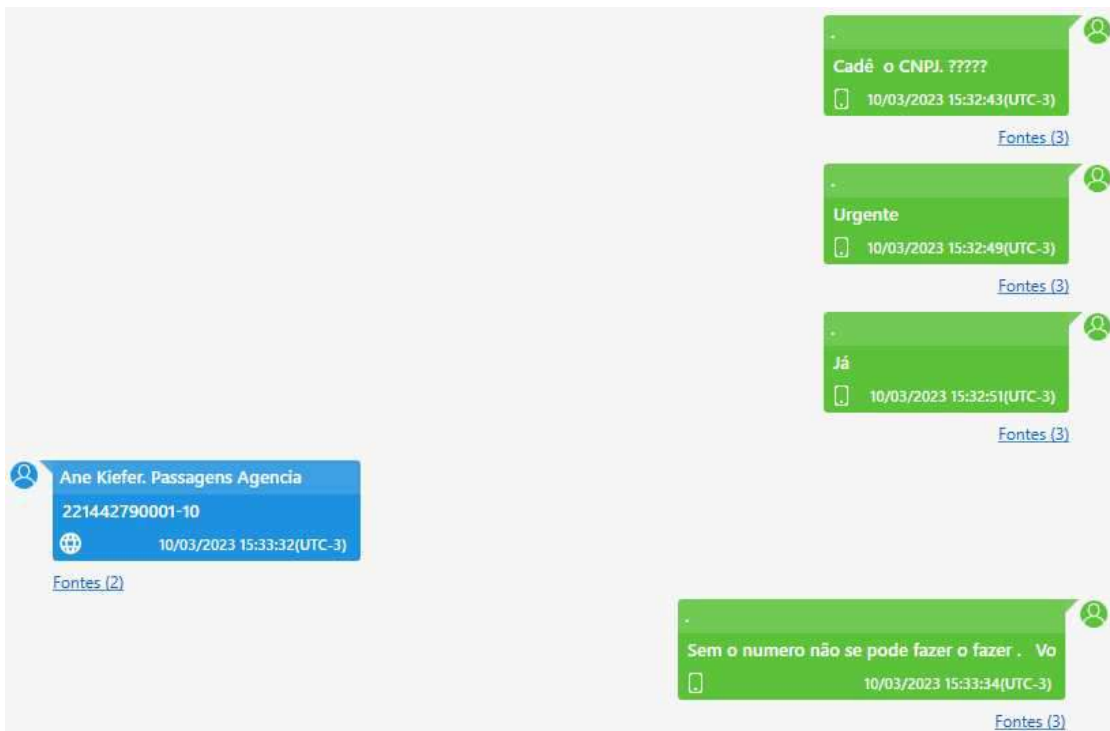 .
Cadê o CNPJ. ?????
10/03/2023 15:32:43(UTC-3)
Fontes (3)
.
Urgente
10/03/2023 15:32:49(UTC-3)
Fontes (3)
.
Já
10/03/2023 15:32:51(UTC-3)
Fontes (3)
Ane Kiefer. Passagens Agencia
221442790001-10
10/03/2023 15:33:32(UTC-3)
Fontes (2)
.
Sem o numero não se pode fazer o fazer . Vo
10/03/2023 15:33:34(UTC-3)
Fontes (3)